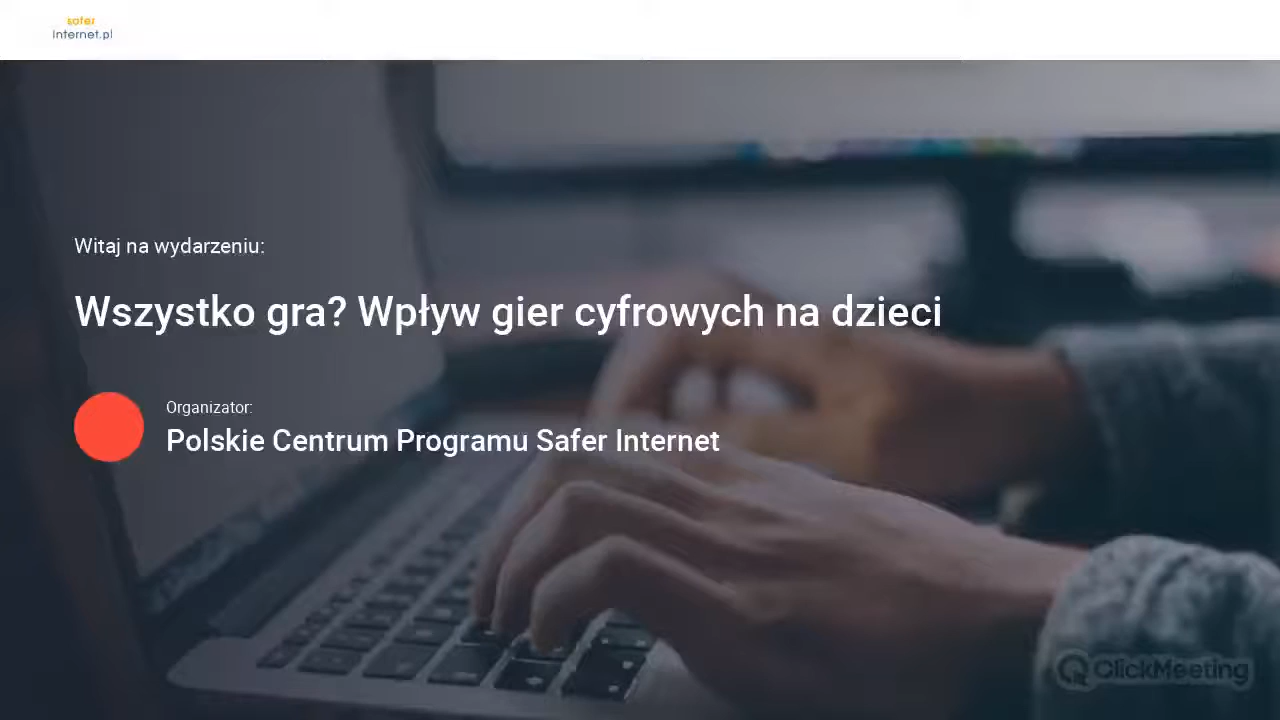 safer
internet.pl
Witaj na wydarzeniu:
Wszystko gra? Wpływ gier cyfrowych na dzieci
Organizator:
Polskie Centrum Programu Safer Internet
ClickMeeting